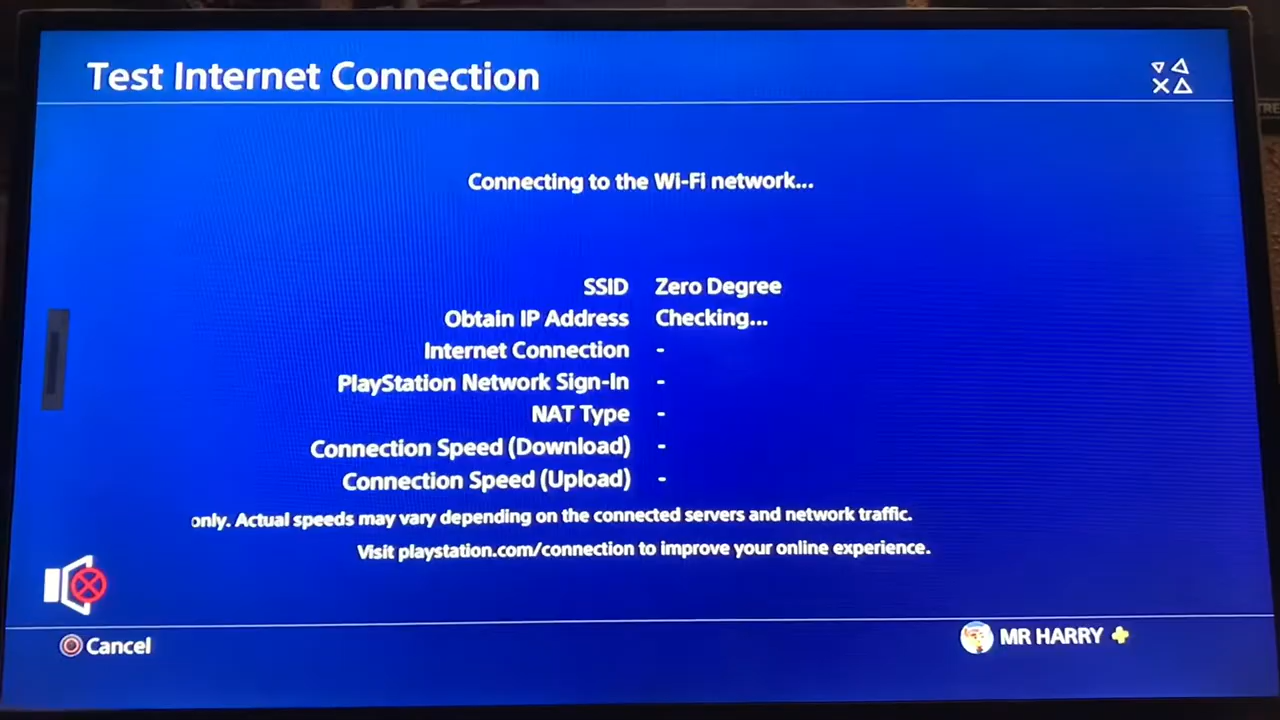 Test Internet Connection
Connecting to the Wi-Fi network...
SSID Zero Degree
Obtain IP Address Checking...
Internet Connection -
PlayStation Network Sign-In -
NAT Type -
Connection Speed (Download) -
Connection Speed (Upload) -
only. Actual speeds may vary depending on the connected servers and network traffic.
Visit playstation.com/connection to improve your online experience.
Cancel
MR HARRY